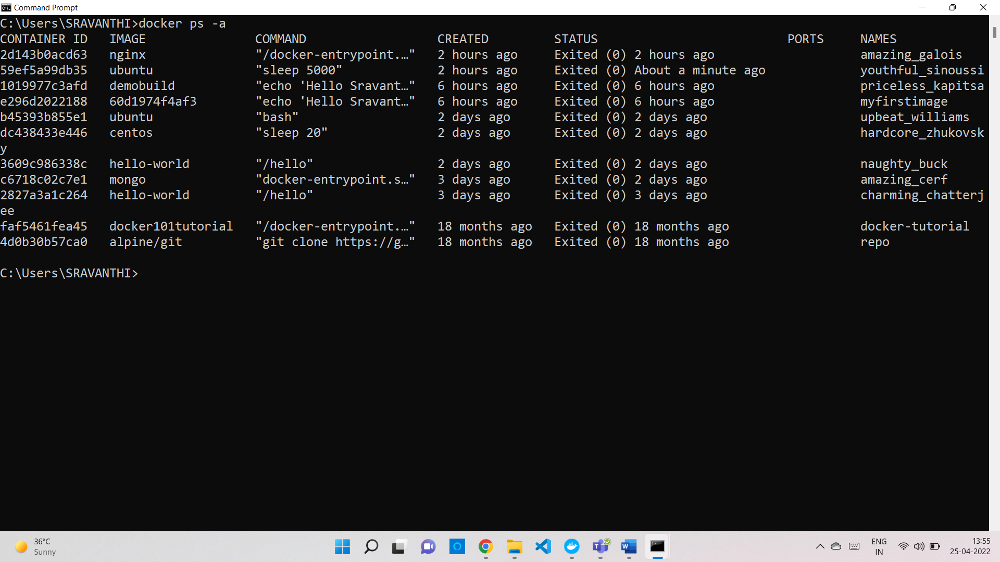 Command Prompt
C:\Users\SRAVANTHI>docker ps -a
CONTAINER ID   IMAGE               COMMAND                  CREATED         STATUS                          PORTS     NAMES
2d143b0acd63   nginx               "/docker-entrypoint.…"   2 hours ago     Exited (0) 2 hours ago                    amazing_galois
59ef5a99db35   ubuntu              "sleep 5000"             2 hours ago     Exited (0) About a minute ago             youthful_sinoussi
1019977c3afd   demobuild           "echo 'Hello Sravant…"   6 hours ago     Exited (0) 6 hours ago                    priceless_kapitsa
e296d2022188   60d1974f4af3        "echo 'Hello Sravant…"   6 hours ago     Exited (0) 6 hours ago                    myfirstimage
b45393b855e1   ubuntu              "bash"                   2 days ago      Exited (0) 2 days ago                     upbeat_williams
dc438433e446   centos              "sleep 20"               2 days ago      Exited (0) 2 days ago                     hardcore_zhukovsk
y
3609c986338c   hello-world         "/hello"                 2 days ago      Exited (0) 2 days ago                     naughty_buck
c6718c02c7e1   mongo               "docker-entrypoint.s…"   3 days ago      Exited (0) 2 days ago                     amazing_cerf
2827a3a1c264   hello-world         "/hello"                 3 days ago      Exited (0) 3 days ago                     charming_chatterj
ee
faf5461fea45   docker101tutorial   "/docker-entrypoint.…"   18 months ago   Exited (0) 18 months ago                  docker-tutorial
4d0b30b57ca0   alpine/git          "git clone https://g…"   18 months ago   Exited (0) 18 months ago                  repo
C:\Users\SRAVANTHI>
36°C
Sunny
ENG
IN
13:55
25-04-2022